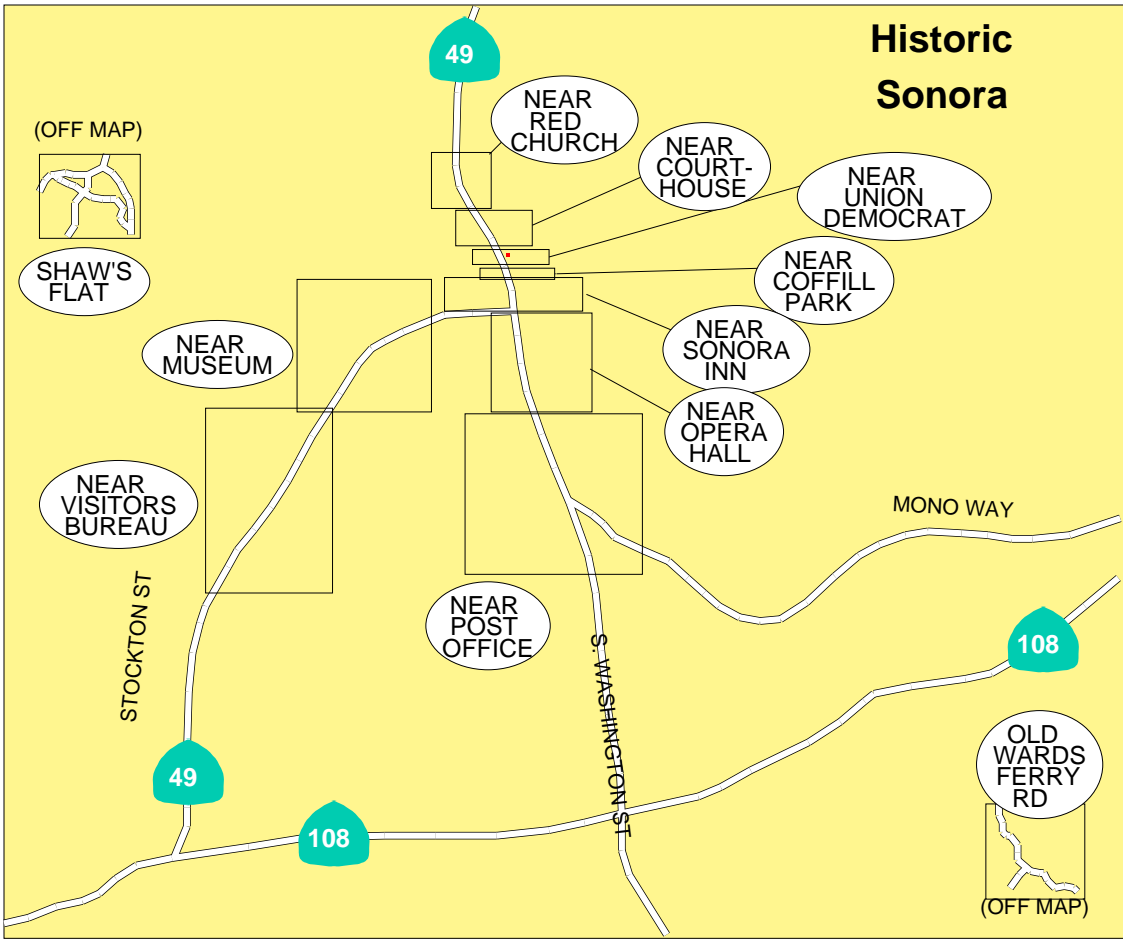 Historic
Sonora
49
NEAR
RED
CHURCH
(OFF MAP)
NEAR
COURT-
HOUSE
NEAR
UNION
DEMOCRAT
SHAW'S
FLAT
NEAR
COFFILL
PARK
NEAR
MUSEUM
NEAR
SONORA
INN
NEAR
OPERA
HALL
NEAR
VISITORS
BUREAU
MONO WAY
STOCKTON ST
NEAR
POST
OFFICE
S. WASHINGTON ST
108
OLD
WARDS
FERRY
RD
49
108
(OFF MAP)